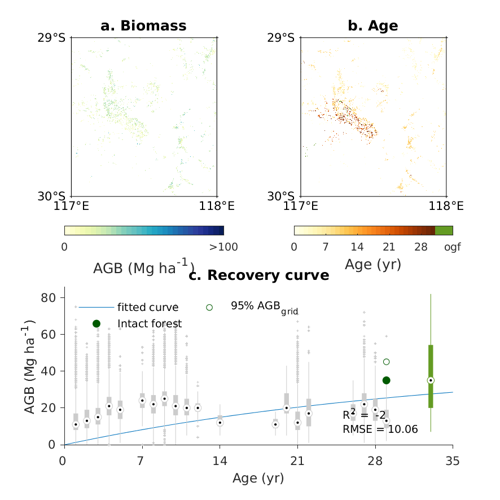 a. Biomass
b. Age
29°S
30°S
117°E
118°E
29°S
30°S
117°E
118°E
0
>100
AGB (Mg ha⁻¹)
0
7
14
21
28
ogf
Age (yr)
c. Recovery curve
80
60
40
20
0
AGB (Mg ha⁻¹)
fitted curve
Intact forest
95% AGB_grid
R² = -2
RMSE = 10.06
0
7
14
21
28
35
Age (yr)